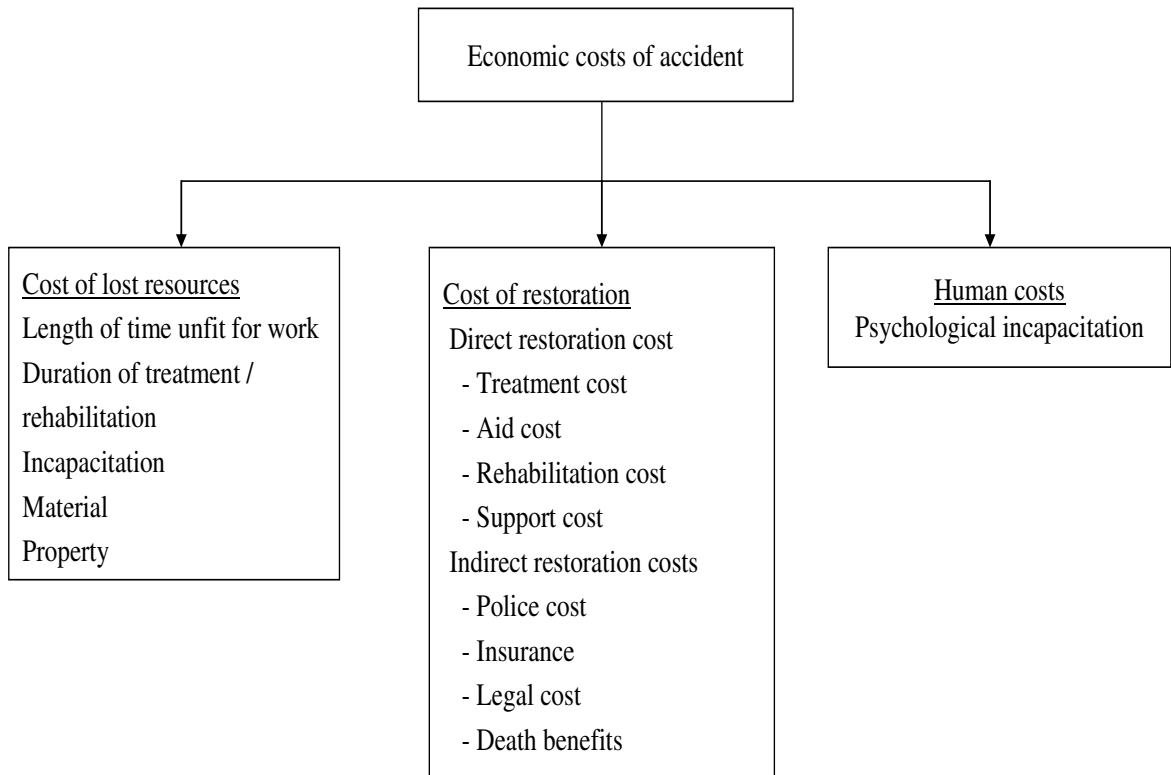 Economic costs of accident
Cost of lost resources
Length of time unfit for work
Duration of treatment /
rehabilitation
Incapacitation
Material
Property
Cost of restoration
Direct restoration cost
- Treatment cost
- Aid cost
- Rehabilitation cost
- Support cost
Indirect restoration costs
- Police cost
- Insurance
- Legal cost
- Death benefits
Human costs
Psychological incapacitation